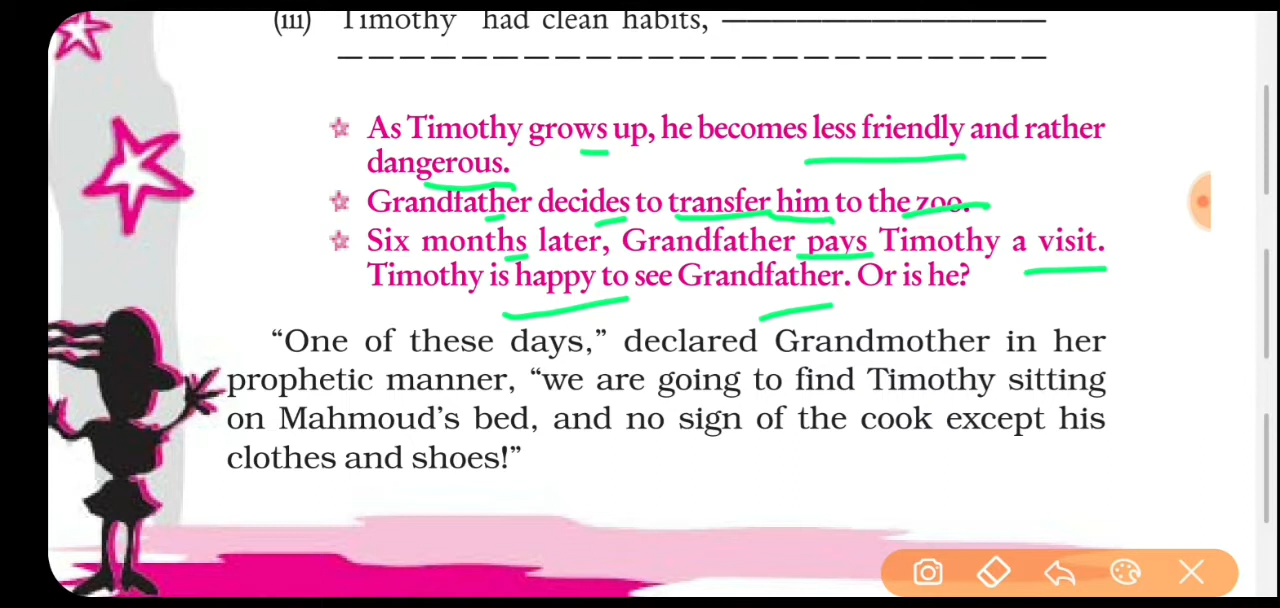 (iii) Timothy had clean habits,
As Timothy grows up, he becomes less friendly and rather
dangerous.
Grandfather decides to transfer him to the zoo.
Six months later, Grandfather pays Timothy a visit.
Timothy is happy to see Grandfather. Or is he?
“One of these days,” declared Grandmother in her
prophetic manner, “we are going to find Timothy sitting
on Mahmoud’s bed, and no sign of the cook except his
clothes and shoes!”